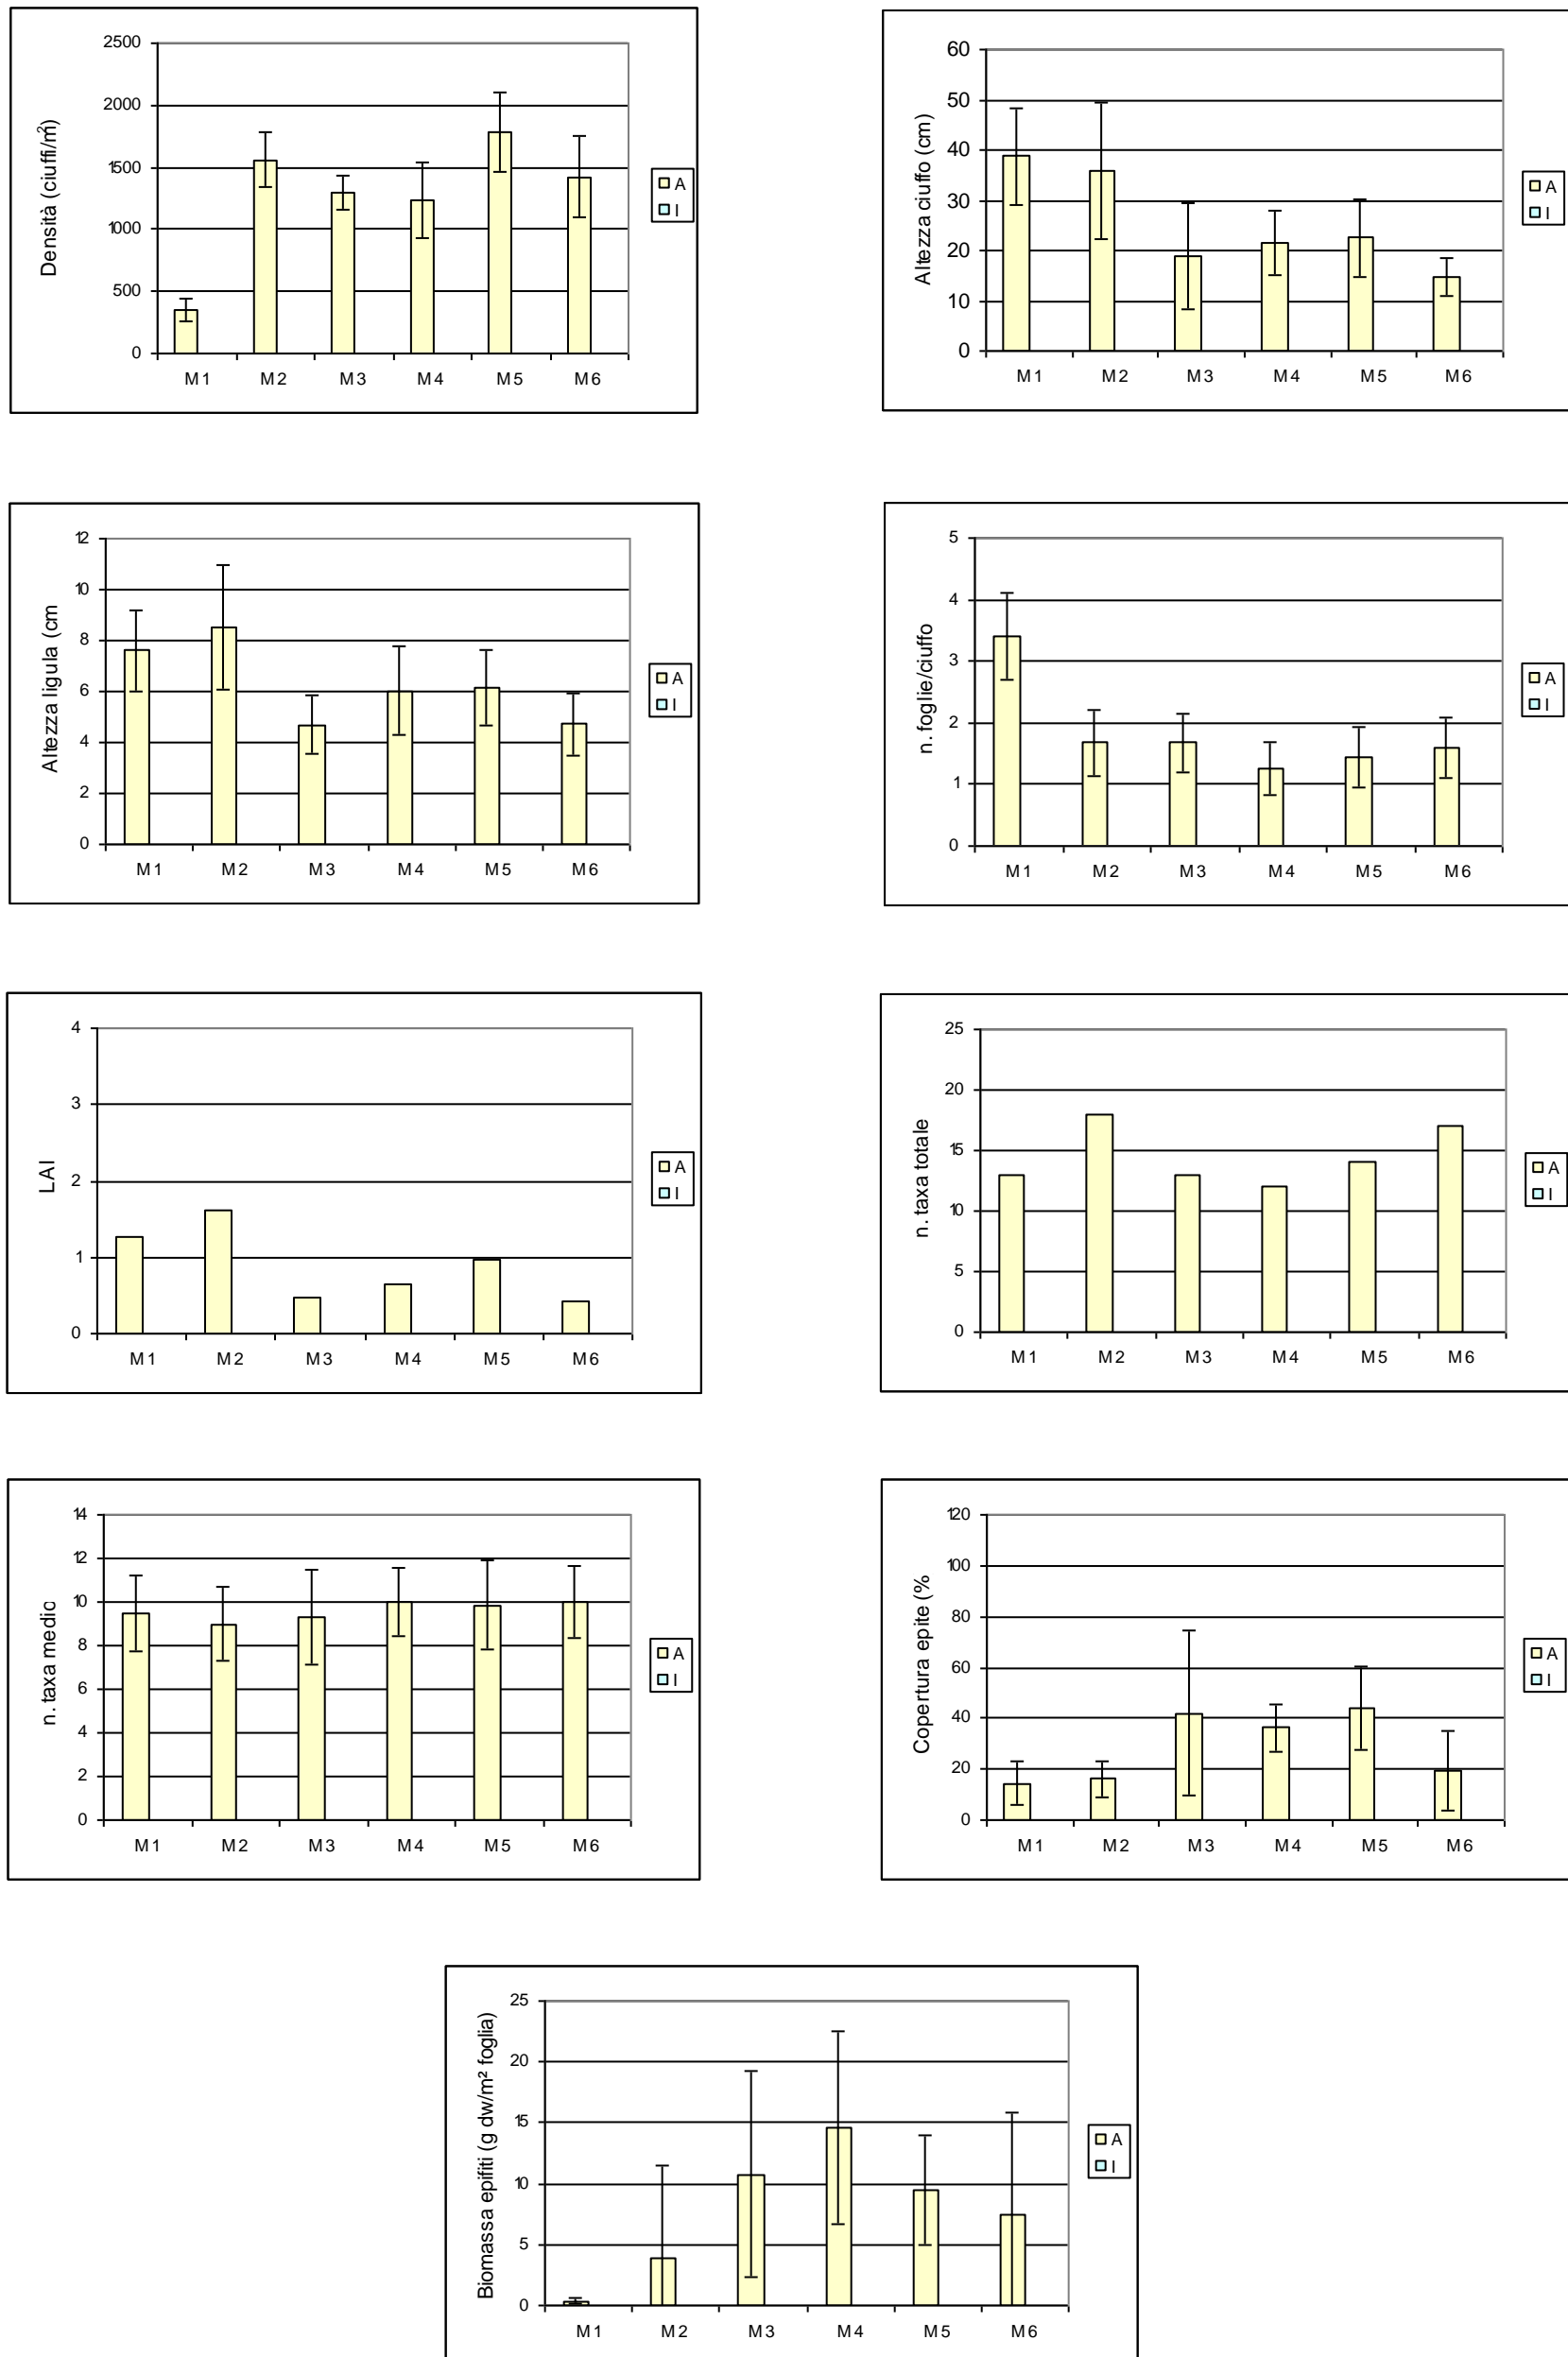 Densità (ciuffi/m²)
2500
2000
1500
1000
500
0
M1 M2 M3 M4 M5 M6
A
I
Altezza ciuffo (cm)
60
50
40
30
20
10
0
M1 M2 M3 M4 M5 M6
A
I
Altezza ligula (cm
12
10
8
6
4
2
0
M1 M2 M3 M4 M5 M6
A
I
n. foglie/ciuffo
5
4
3
2
1
0
M1 M2 M3 M4 M5 M6
A
I
LAI
4
3
2
1
0
M1 M2 M3 M4 M5 M6
A
I
n. taxa totale
25
20
15
10
5
0
M1 M2 M3 M4 M5 M6
A
I
n. taxa medio
14
12
10
8
6
4
2
0
M1 M2 M3 M4 M5 M6
A
I
Copertura epite (%
120
100
80
60
40
20
0
M1 M2 M3 M4 M5 M6
A
I
Biomassa epifiti (g dw/m² foglia)
25
20
15
10
5
0
M1 M2 M3 M4 M5 M6
A
I